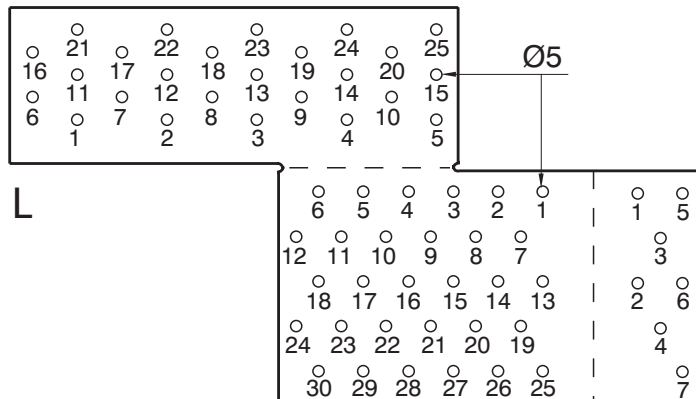 21 22 23 24 25 Ø5
16 17 18 19 20
11 12 13 14 15
6 7 8 9 10
1 2 3 4 5
L
6 5 4 3 2 1 1 5
12 11 10 9 8 7 3
18 17 16 15 14 13 2 6
24 23 22 21 20 19 4
30 29 28 27 26 25 7